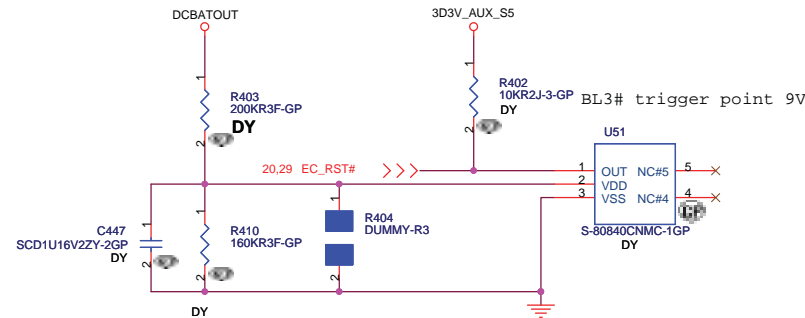 DCBATOUT
3D3V_AUX_S5
1
R403
200KR3F-GP
DY
2
1
R402
10KR2J-3-GP
DY
2
BL3# trigger point 9V
U51
20,29 EC_RST#
1 OUT NC#5 5
2 VDD
3 VSS NC#4 4
S-80840CNMC-1GP
DY
1
C447
SCD1U16V2ZY-2GP
DY
2
1
R410
160KR3F-GP
2
DY
1
R404
DUMMY-R3
2